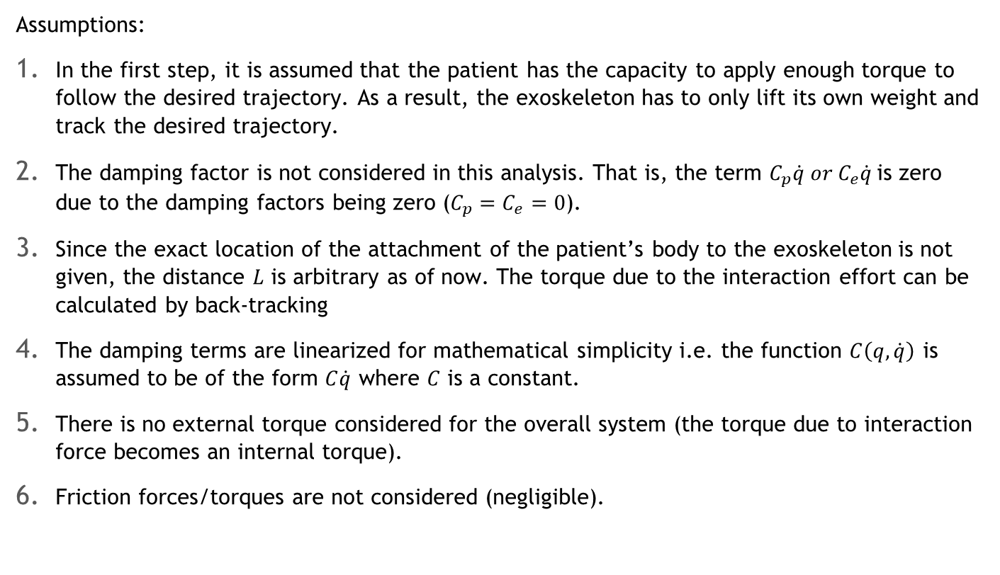 Assumptions:
1. In the first step, it is assumed that the patient has the capacity to apply enough torque to
follow the desired trajectory. As a result, the exoskeleton has to only lift its own weight and
track the desired trajectory.
2. The damping factor is not considered in this analysis. That is, the term Cₚq̇ or Cₑq̇ is zero
due to the damping factors being zero (Cₚ = Cₑ = 0).
3. Since the exact location of the attachment of the patient’s body to the exoskeleton is not
given, the distance L is arbitrary as of now. The torque due to the interaction effort can be
calculated by back-tracking
4. The damping terms are linearized for mathematical simplicity i.e. the function C(q, q̇) is
assumed to be of the form Cq̇ where C is a constant.
5. There is no external torque considered for the overall system (the torque due to interaction
force becomes an internal torque).
6. Friction forces/torques are not considered (negligible).